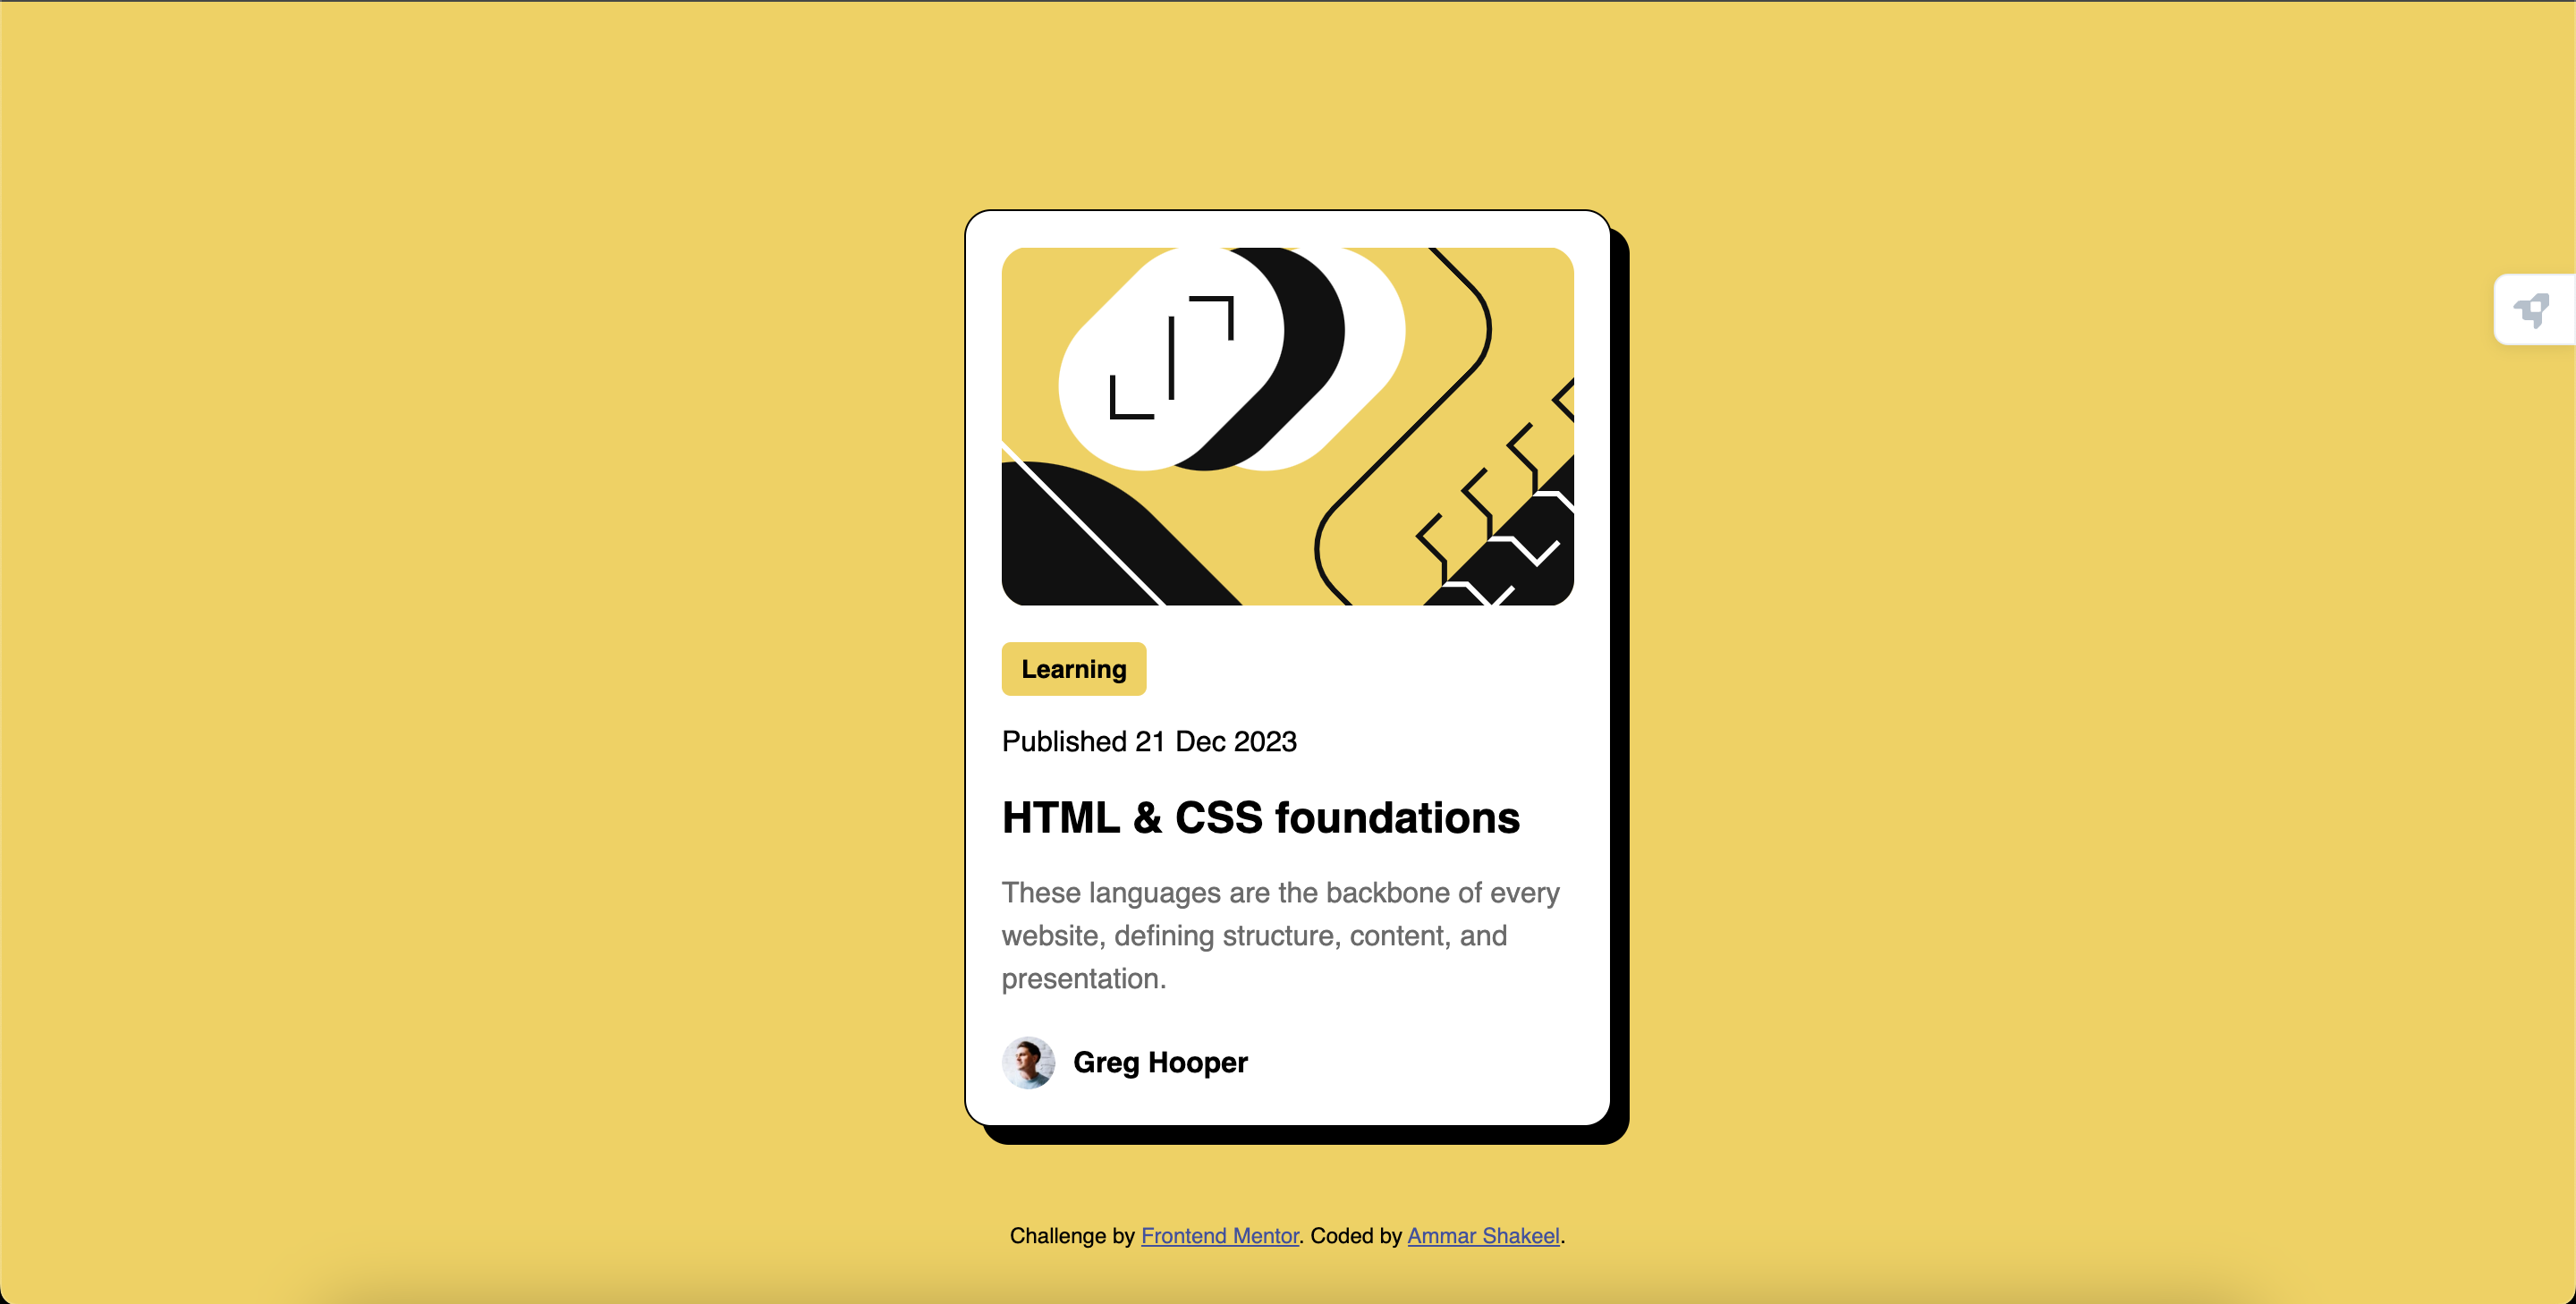 Learning
Published 21 Dec 2023
HTML & CSS foundations
These languages are the backbone of every
website, defining structure, content, and
presentation.
Greg Hooper
Challenge by Frontend Mentor. Coded by Ammar Shakeel.